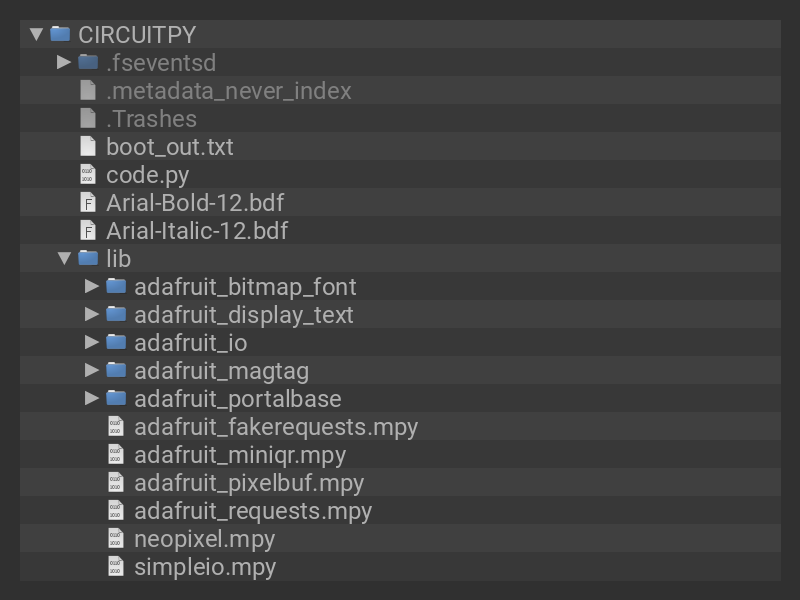 CIRCUITPY
.fseventsd
.metadata_never_index
.Trashes
boot_out.txt
code.py
Arial-Bold-12.bdf
Arial-Italic-12.bdf
lib
adafruit_bitmap_font
adafruit_display_text
adafruit_io
adafruit_magtag
adafruit_portalbase
adafruit_fakerequests.mpy
adafruit_miniqr.mpy
adafruit_pixelbuf.mpy
adafruit_requests.mpy
neopixel.mpy
simpleio.mpy